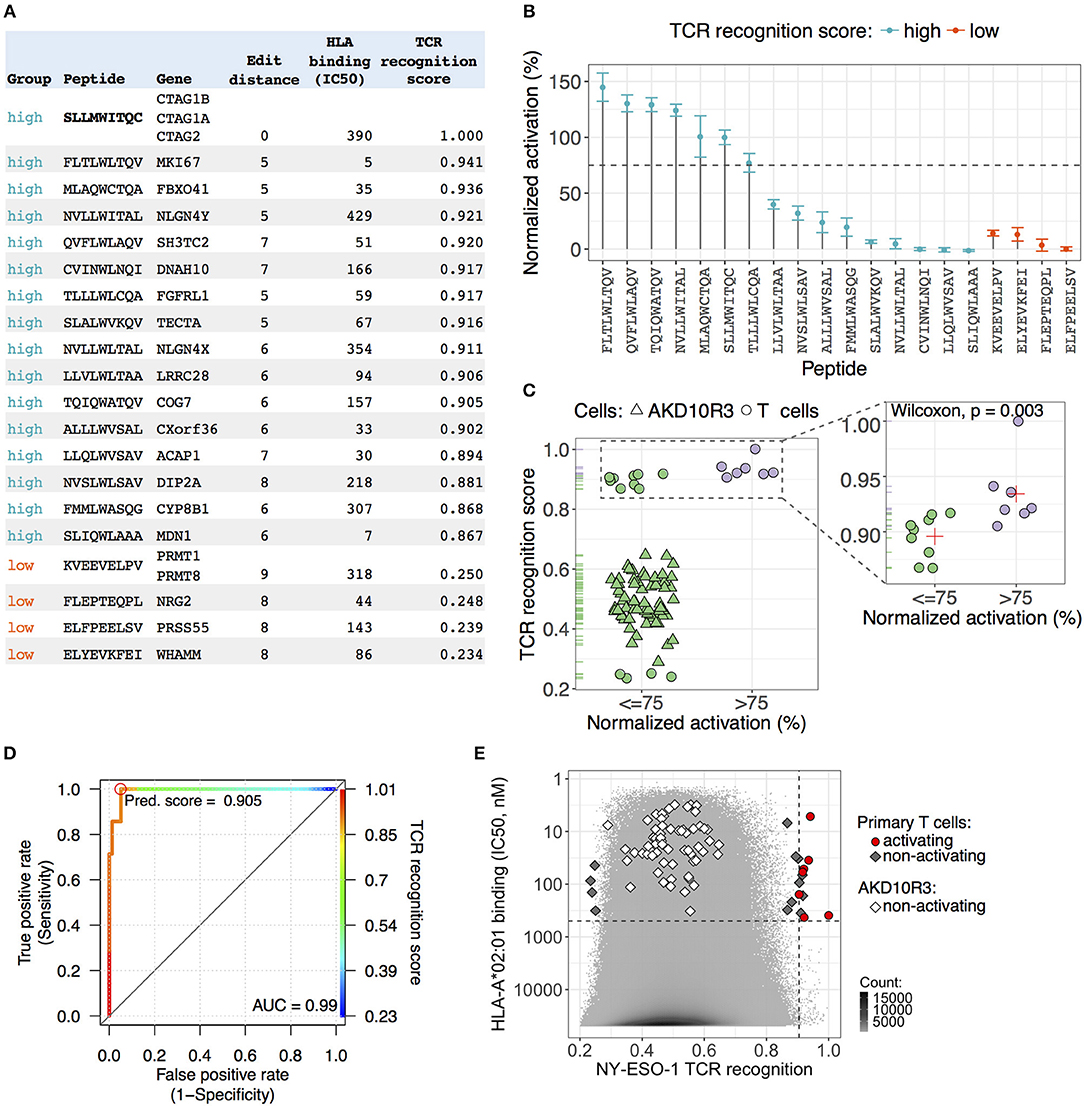 A
Group Peptide Gene Edit distance HLA binding (IC50) TCR recognition score
high SLLMWITQC CTAG1B CTAG1A CTAG2 0 390 1.000
high FLTLWLTQV MKI67 5 5 0.941
high MLAQWCTQA FBXO41 5 35 0.936
high NVLLWITAL NLGN4Y 5 429 0.921
high QVFLWLAQV SH3TC2 7 51 0.920
high CVINWLNQI DNAH10 7 166 0.917
high TLLLWLCQA FGFRL1 5 59 0.917
high SLALWVKQV TECTA 5 67 0.916
high NVLLWLTAL NLGN4X 6 354 0.911
high LLVLWLTAA LRRC28 6 94 0.906
high TQIQWATQV COG7 6 157 0.905
high ALLLWVSAL CXorf36 6 33 0.902
high LLQLWVSAV ACAP1 7 30 0.894
high NVSLWLSAV DIP2A 8 218 0.881
high FMMLWASQG CYP8B1 6 307 0.868
high SLIQWLAAA MDN1 6 7 0.867
low KVEEVELPV PRMT1 PRMT8 9 318 0.250
low FLEPTEQPL NRG2 8 44 0.248
low ELFPEELSV PRSS55 8 143 0.239
low ELYEVKFEI WHAMM 8 86 0.234
B
TCR recognition score: high low
Normalized activation (%)
0 50 100 150
FLTLWLTQV
QVFLWLAQV
TQIQWATQV
NVLLWITAL
MLAQWCTQA
SLLMWITQC
TLLLWLCQA
LLVLWLTAA
NVSLWLSAV
ALLLWVSAL
FMMLWASQG
SLALWVKQV
NVLLWLTAL
CVINWLNQI
LLQLWVSAV
SLIQWLAAA
KVEEVELPV
ELYEVKFEI
FLEPTEQPL
ELFPEELSV
Peptide
C
Cells: AKD10R3 T cells
TCR recognition score
0.2 0.4 0.6 0.8 1.0
<=75 >75
Normalized activation (%)
Wilcoxon, p = 0.003
0.90 0.95 1.00
<=75 >75
Normalized activation (%)
D
True positive rate
(Sensitivity)
0.0 0.2 0.4 0.6 0.8 1.0
Pred. score = 0.905
AUC = 0.99
0.0 0.2 0.4 0.6 0.8 1.0
False positive rate
(1–Specificity)
0.23 0.39 0.54 0.7 0.85 1.01
TCR recognition score
E
HLA-A*02:01 binding (IC50, nM)
10000 1000 100 10 1
0.2 0.4 0.6 0.8 1.0
NY-ESO-1 TCR recognition
Primary T cells:
activating
non-activating
AKD10R3:
non-activating
Count:
15000
10000
5000